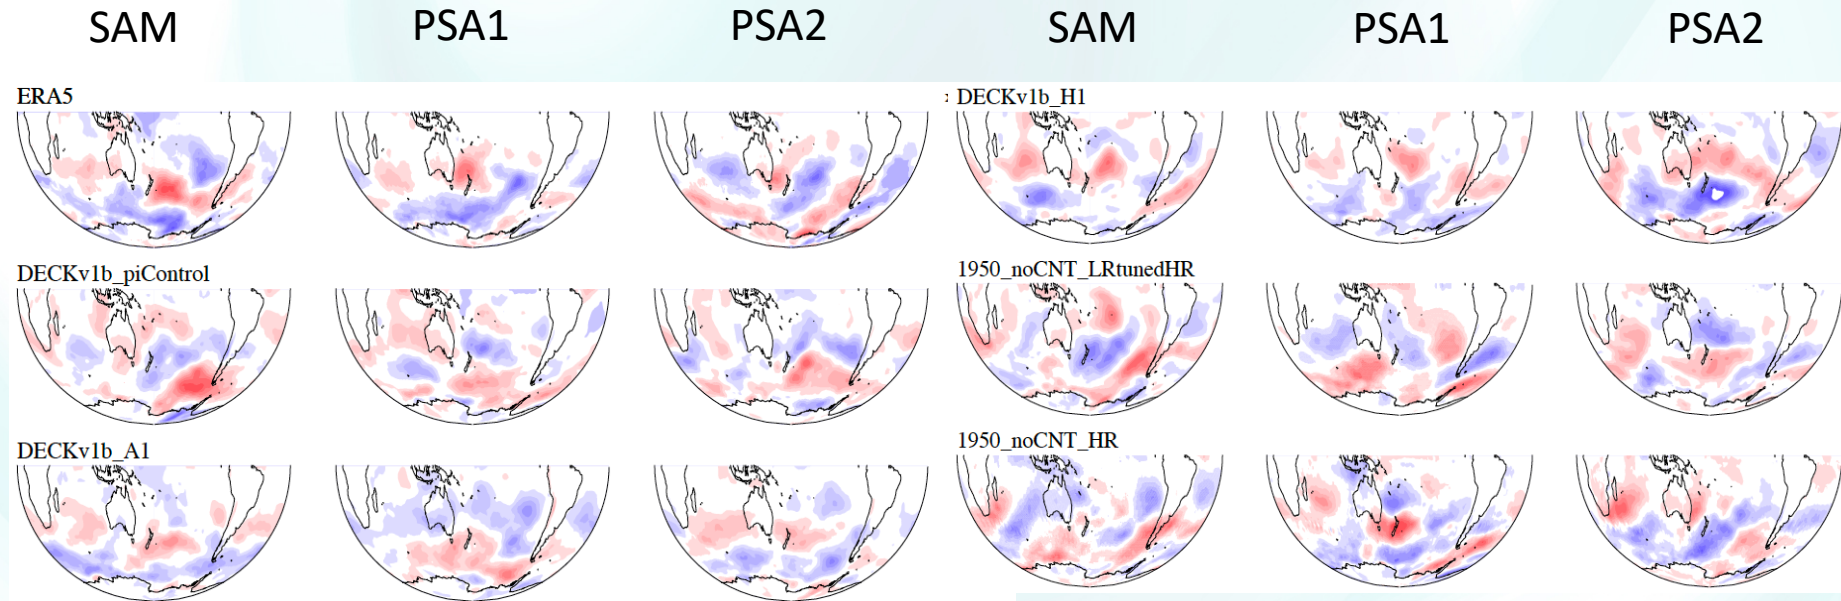 SAM PSA1 PSA2 SAM PSA1 PSA2
ERA5
: DECKv1b_H1
DECKv1b_piControl
1950_noCNT_LRtunedHR
DECKv1b_A1
1950_noCNT_HR